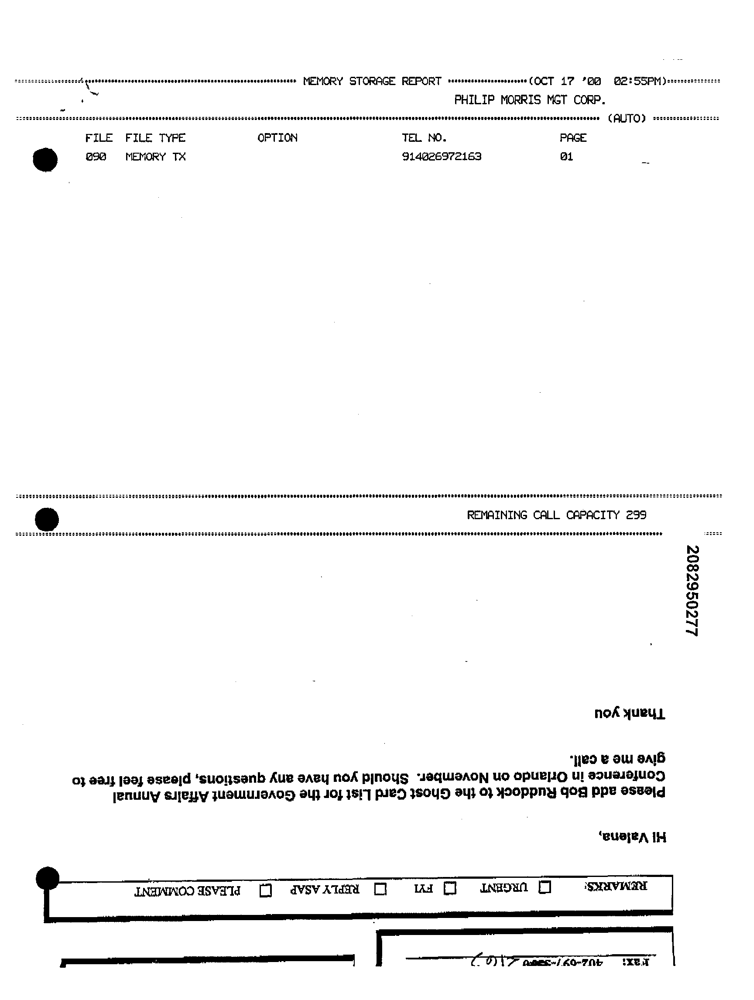 MEMORY STORAGE REPORT (OCT 17 '00 02:55PM)
PHILIP MORRIS MGT CORP.
(AUTO)
FILE FILE TYPE OPTION TEL NO. PAGE
090 MEMORY TX 914026972163 01
REMAINING CALL CAPACITY 299
2082950277
Fax: 402-697-
REMARKS: ☐ URGENT ☐ FYI ☐ REPLY ASAP ☐ PLEASE COMMENT
Hi Valena,
Please add Bob Ruddock to the Ghost Card List for the Government Affairs Annual
Conference in Orlando on November. Should you have any questions, please feel free to
give me a call.
Thank you